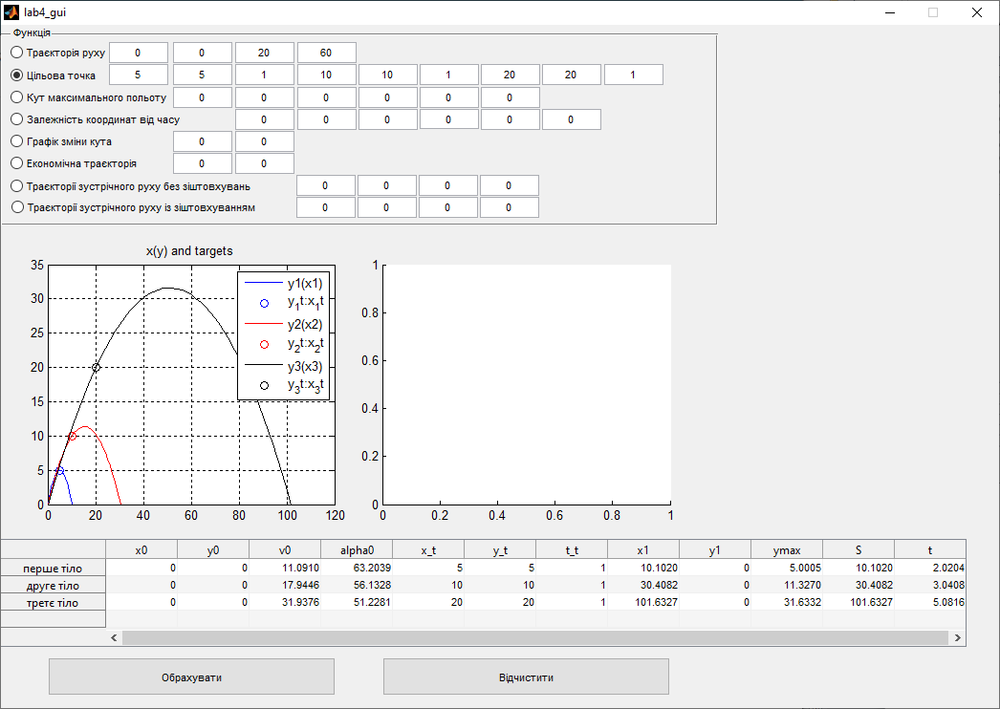 lab4_gui
Функція
Траєкторія руху 0 0 20 60
Цільова точка 5 5 1 10 10 1 20 20 1
Кут максимального польоту 0 0 0 0 0 0
Залежність координат від часу 0 0 0 0 0 0
Графік зміни кута 0 0
Економічна траєкторія 0 0
Траєкторії зустрічного руху без зіштовхувань 0 0 0 0
Траєкторії зустрічного руху із зіштовхуванням 0 0 0 0
x(y) and targets
35
30
25
20
15
10
5
0
0 20 40 60 80 100 120
y1(x1)
y1t:x1t
y2(x2)
y2t:x2t
y3(x3)
y3t:x3t
1
0.8
0.6
0.4
0.2
0
0 0.2 0.4 0.6 0.8 1
x0 y0 v0 alpha0 x_t y_t t_t x1 y1 ymax S t
перше тіло 0 0 11.0910 63.2039 5 5 1 10.1020 0 5.0005 10.1020 2.0204
друге тіло 0 0 17.9446 56.1328 10 10 1 30.4082 0 11.3270 30.4082 3.0408
третє тіло 0 0 31.9376 51.2281 20 20 1 101.6327 0 31.6332 101.6327 5.0816
Обрахувати Відчистити